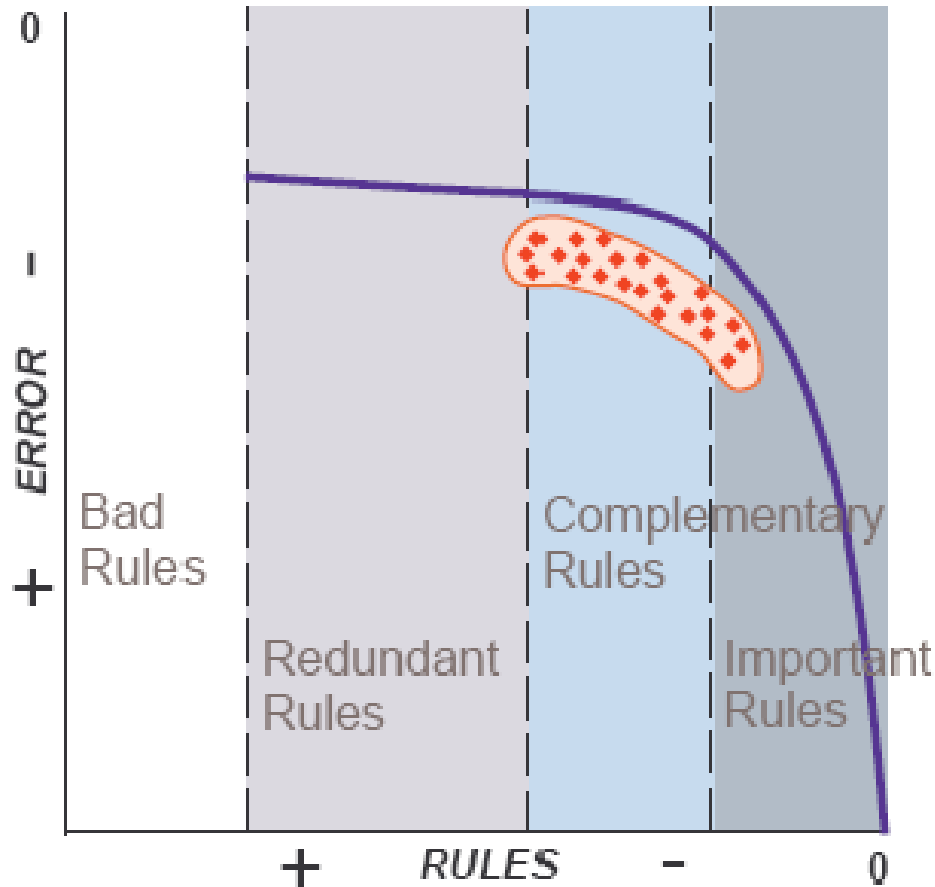 0
-
ERROR
+
Bad
Rules
Complementary
Rules
Redundant
Rules
Important
Rules
+ RULES - 0